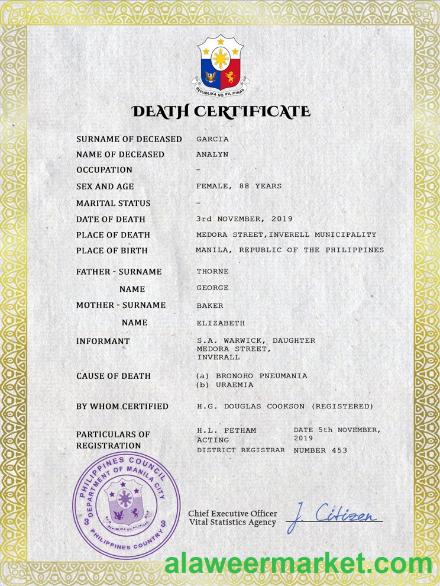 REPUBLIKA NG PILIPINAS
DEATH CERTIFICATE
SURNAME OF DECEASED GARCIA
NAME OF DECEASED ANALYN
OCCUPATION –
SEX AND AGE FEMALE, 88 YEARS
MARITAL STATUS –
DATE OF DEATH 3rd NOVEMBER, 2019
PLACE OF DEATH MEDORA STREET,INVERELL MUNICIPALITY
PLACE OF BIRTH MANILA, REPUBLIC OF THE PHILIPPINES
FATHER - SURNAME THORNE
NAME GEORGE
MOTHER - SURNAME BAKER
NAME ELIZABETH
INFORMANT S.A. WARWICK, DAUGHTER
MEDORA STREET,
INVERALL
CAUSE OF DEATH (a) BRONORO PNEUMANIA
(b) URAEMIA
BY WHOM CERTIFIED H.G. DOUGLAS COOKSON (REGISTERED)
PARTICULARS OF REGISTRATION H.L. PETHAM DATE 5th NOVEMBER,
ACTING 2019
DISTRICT REGISTRAR NUMBER 453
PHILIPPINES COUNCIL
DEPARTMENT OF MANILA CITY
PHILIPPINES COUNTRY
Chief Executive Officer
Vital Statistics Agency
J. Citizen
alaweermarket.com